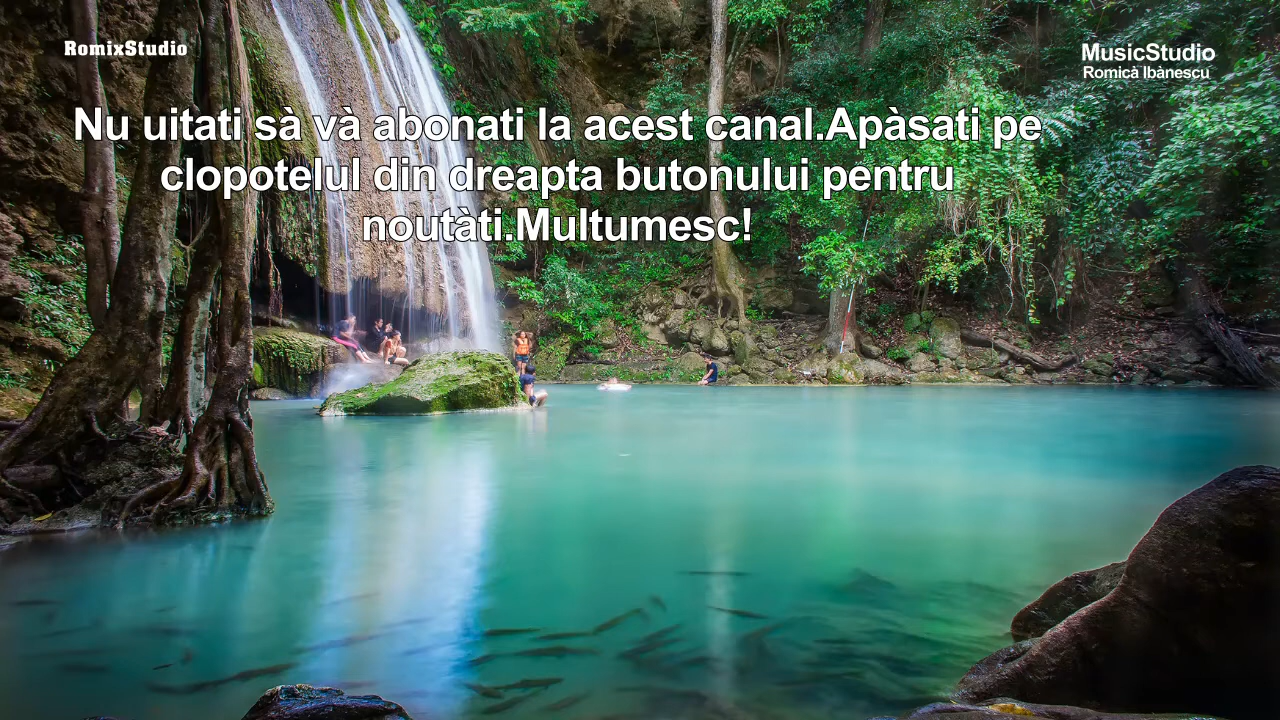 RomixStudio
MusicStudio
Romicà Ibànescu
Nu uitati sà và abonati la acest canal.Apàsati pe
clopotelul din dreapta butonului pentru
noutàti.Multumesc!